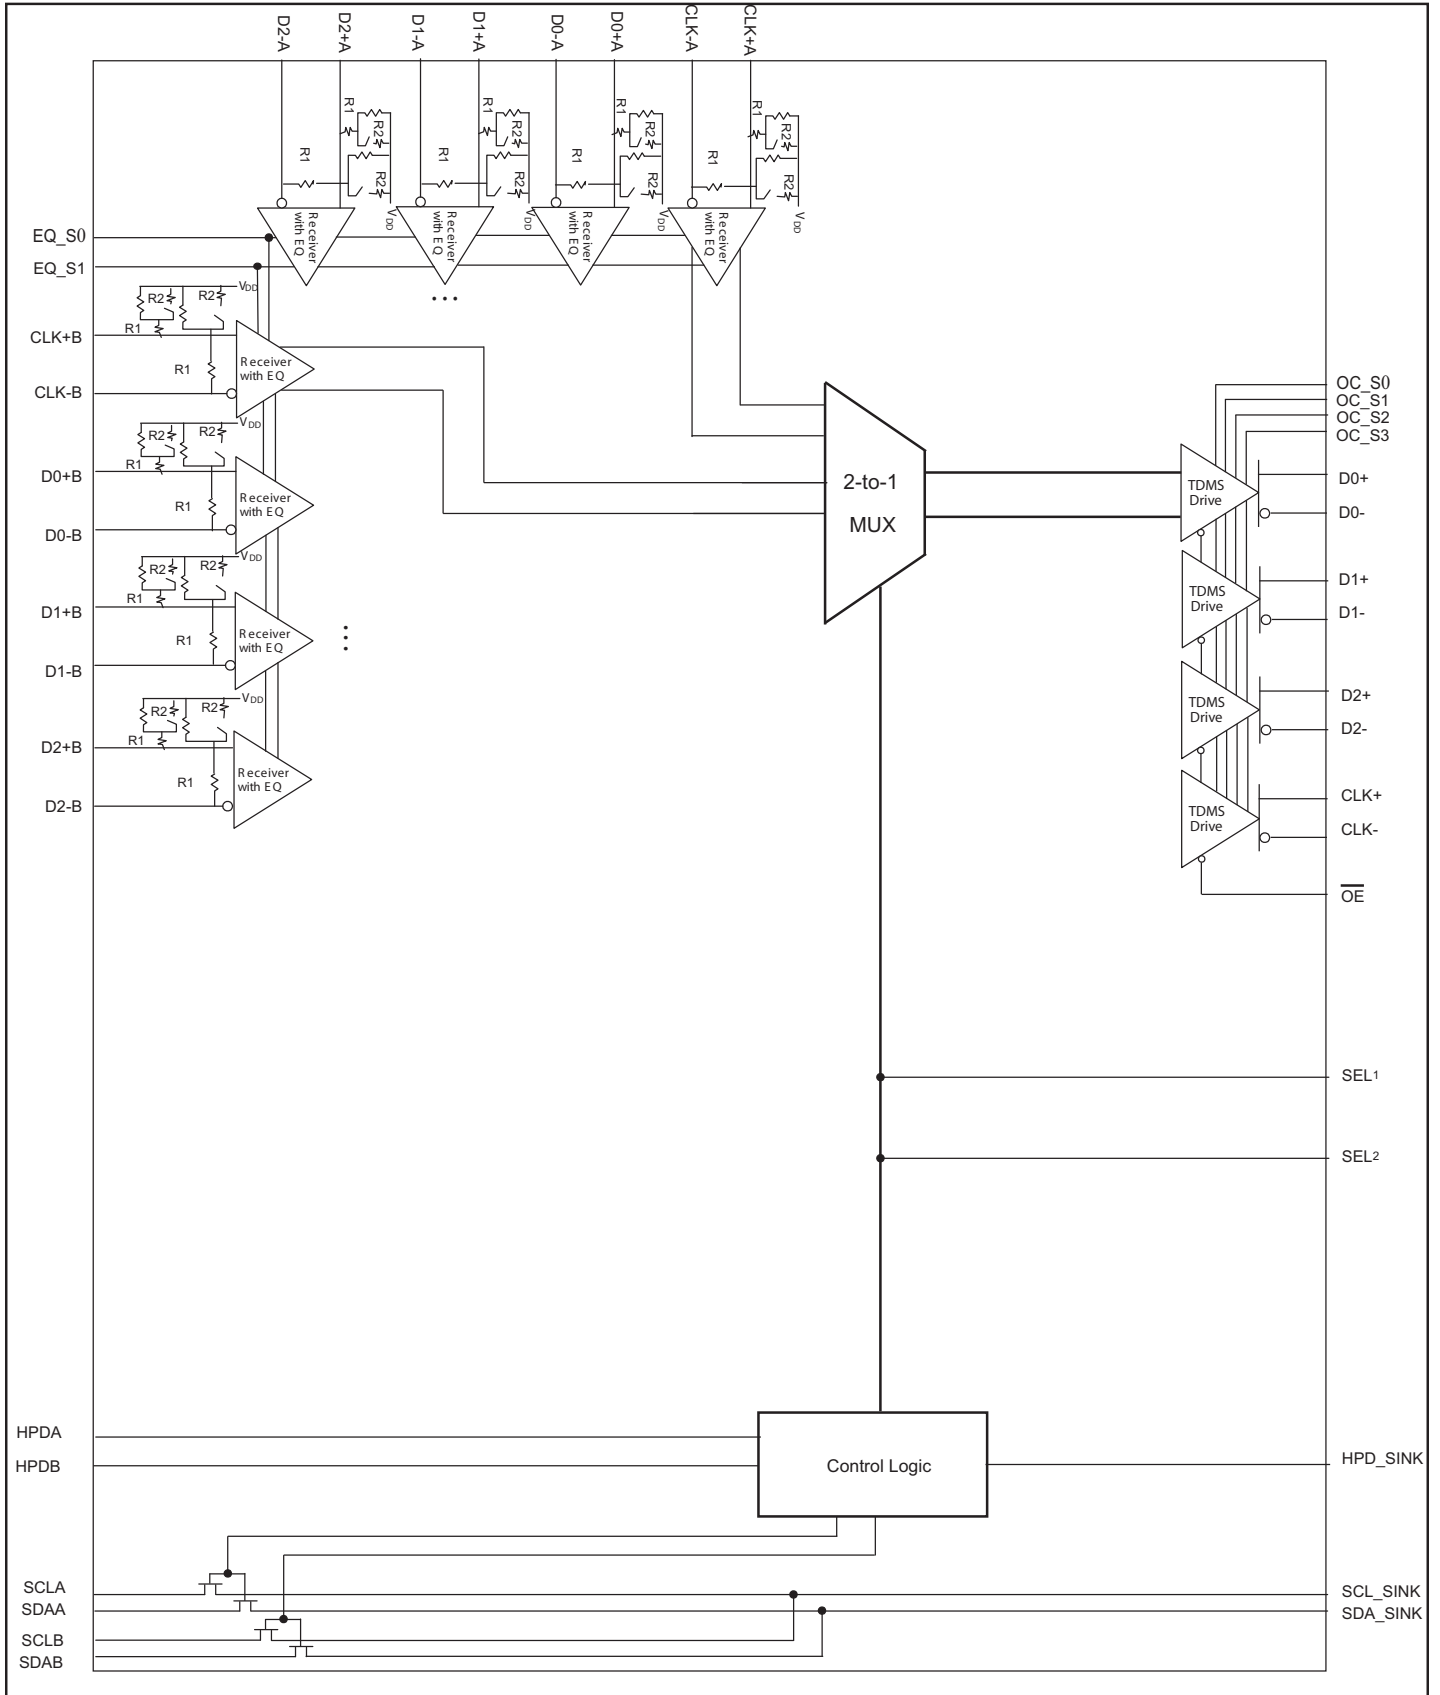 D2-A
D2+A
D1-A
D1+A
D0-A
D0+A
CLK-A
CLK+A
R1
R2
R1
R2
VDD
R1
R2
R1
R2
VDD
R1
R2
R1
R2
VDD
R1
R2
R1
R2
VDD
Receiver
with EQ
Receiver
with EQ
Receiver
with EQ
Receiver
with EQ
...
EQ_S0
EQ_S1
R2
R2
VDD
R1
CLK+B
R1
CLK-B
Receiver
with EQ
R2
R2
VDD
R1
D0+B
R1
D0-B
Receiver
with EQ
R2
R2
VDD
R1
D1+B
R1
D1-B
Receiver
with EQ
...
R2
R2
VDD
R1
D2+B
R1
D2-B
Receiver
with EQ
2-to-1
MUX
OC_S0
OC_S1
OC_S2
OC_S3
TDMS
Drive
D0+
D0-
TDMS
Drive
D1+
D1-
TDMS
Drive
D2+
D2-
TDMS
Drive
CLK+
CLK-
OE
SEL1
SEL2
HPDA
HPDB
Control Logic
HPD_SINK
SCLA
SDAA
SCLB
SDAB
SCL_SINK
SDA_SINK